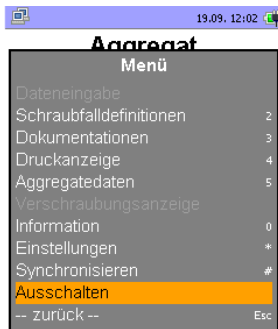 19.09. 12:02
Aggregat
Menü
Dateneingabe
Schraubfalldefinitionen 2
Dokumentationen 3
Druckanzeige 4
Aggregatedaten 5
Verschraubungsanzeige
Information 0
Einstellungen *
Synchronisieren #
Ausschalten
-- zurück -- Esc